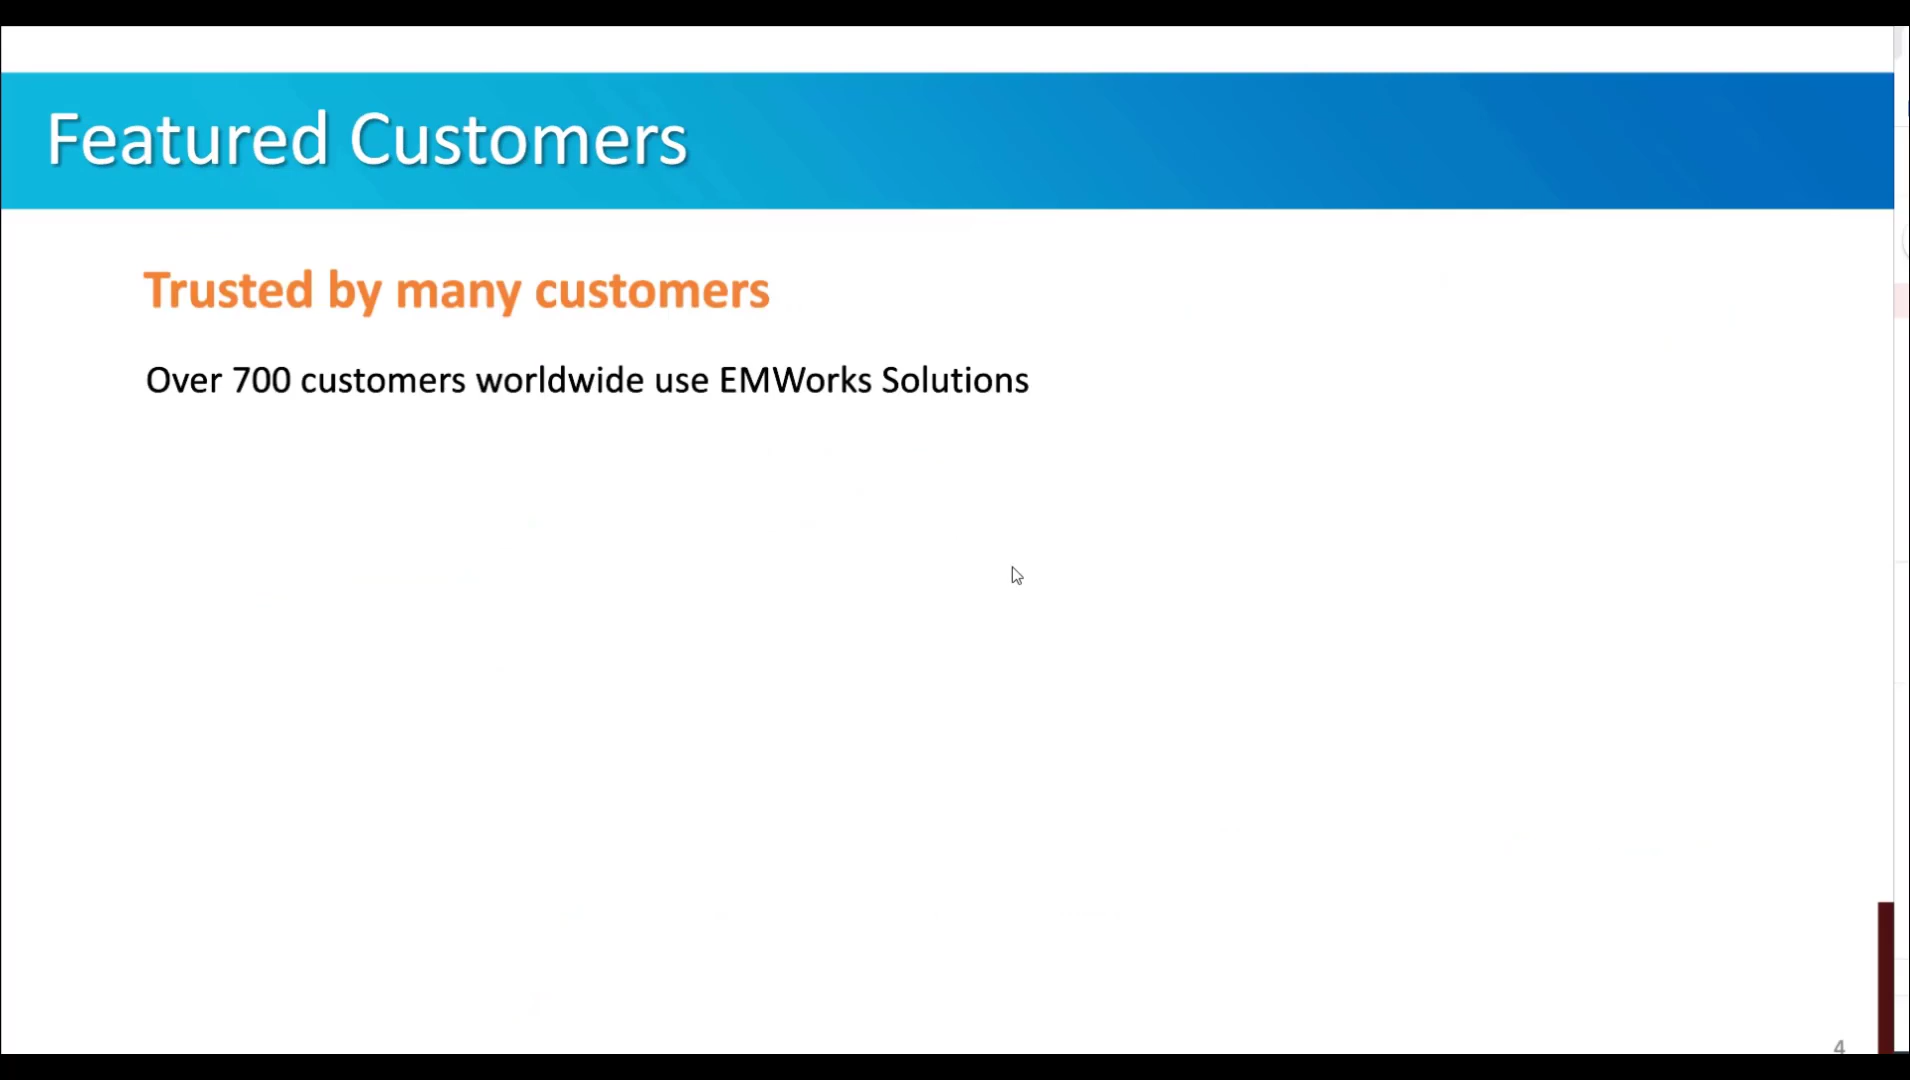 Featured Customers
Trusted by many customers
Over 700 customers worldwide use EMWorks Solutions
4